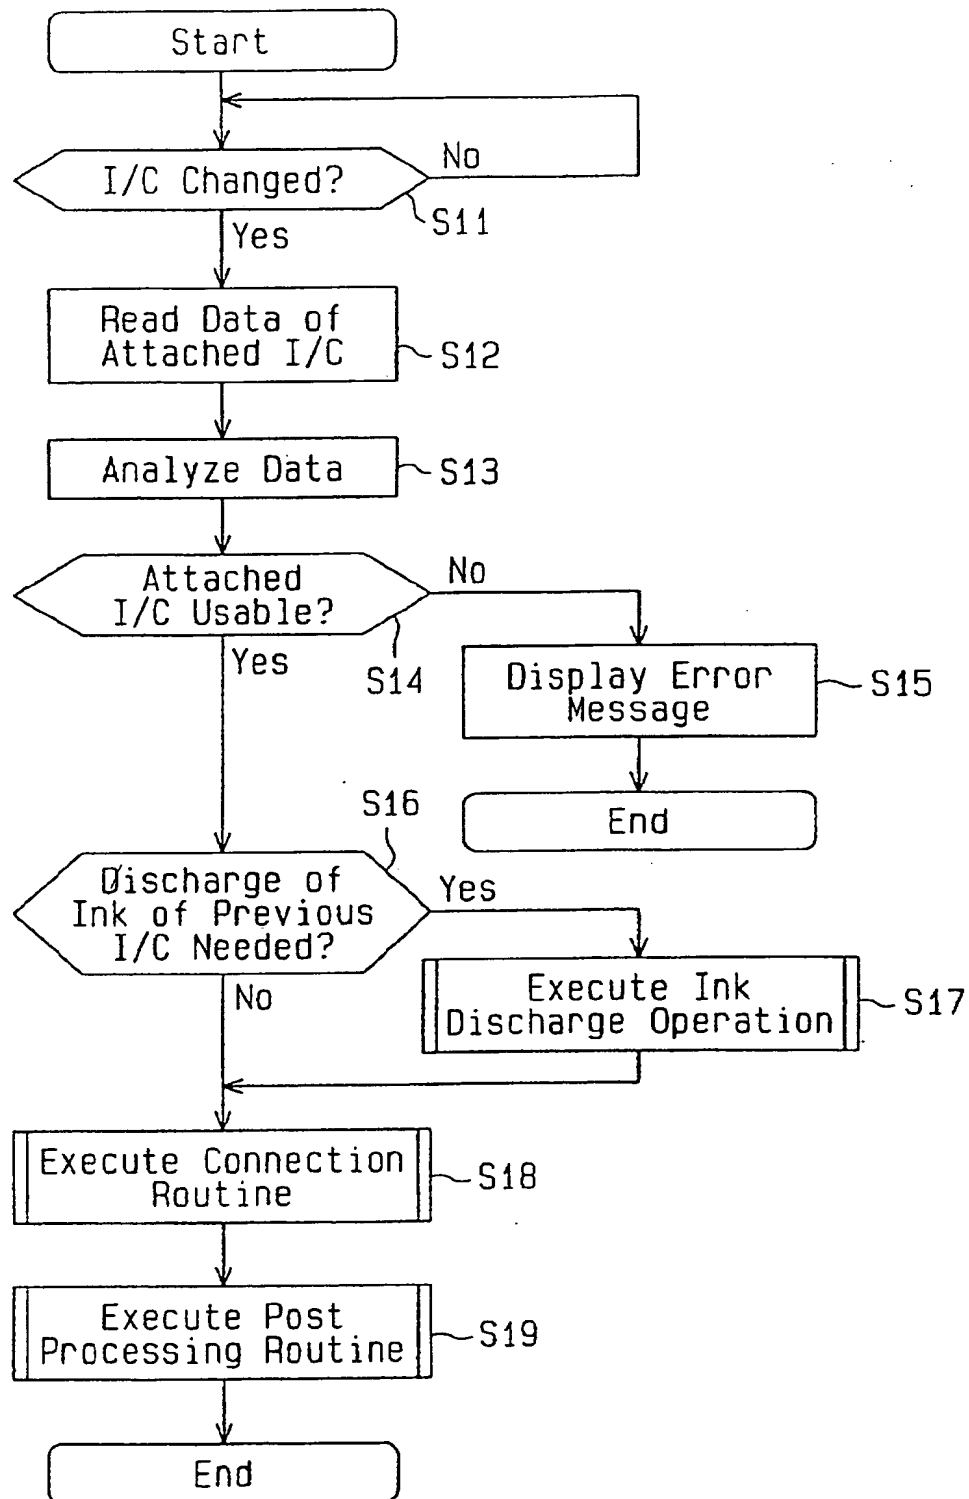 Start
I/C Changed?
No
S11
Yes
Read Data of
Attached I/C
S12
Analyze Data
S13
Attached
I/C Usable?
No
S14
Yes
Display Error
Message
S15
End
S16
Discharge of
Ink of Previous
I/C Needed?
Yes
No
Execute Ink
Discharge Operation
S17
Execute Connection
Routine
S18
Execute Post
Processing Routine
S19
End